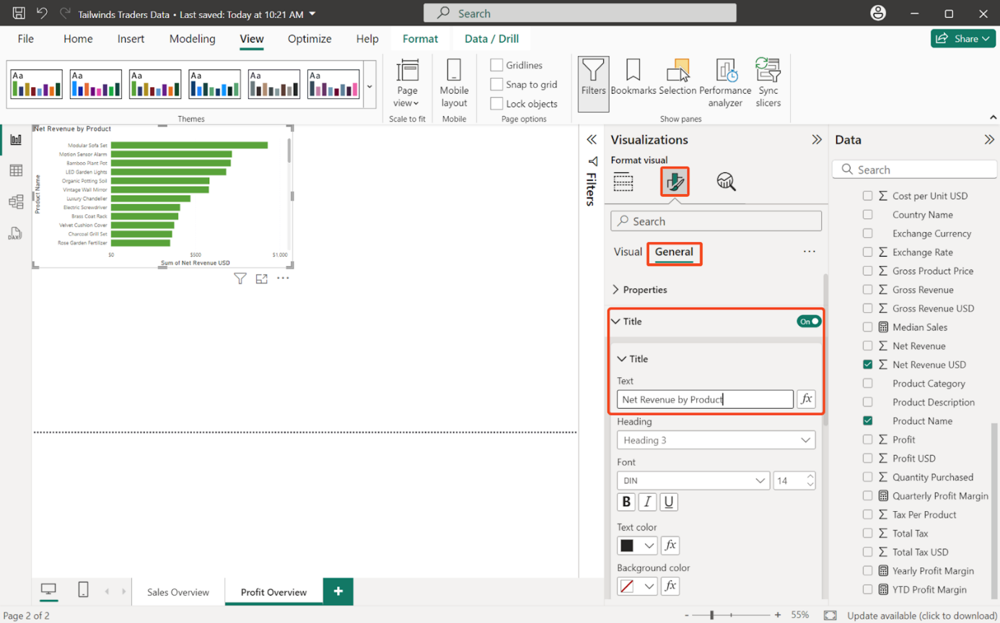 Tailwinds Traders Data • Last saved: Today at 10:21 AM
Search
File Home Insert Modeling View Optimize Help Format Data / Drill
Share
Aa Aa Aa Aa Aa Aa
Page view
Mobile layout
Gridlines
Snap to grid
Lock objects
Filters
Bookmarks
Selection
Performance analyzer
Sync slicers
Themes
Scale to fit
Mobile
Page options
Show panes
DAX
Net Revenue by Product
Product Name
Modular Sofa Set
Motion Sensor Alarm
Bamboo Plant Pot
LED Garden Lights
Organic Potting Soil
Vintage Wall Mirror
Luxury Chandelier
Electric Screwdriver
Brass Coat Rack
Velvet Cushion Cover
Charcoal Grill Set
Rose Garden Fertilizer
$0 $500 $1,000
Sum of Net Revenue USD
Filters
Visualizations
Format visual
Search
Visual General
Properties
Title On
Title
Text
Net Revenue by Product
fx
Heading
Heading 3
Font
DIN 14
B I U
Text color
fx
Background color
fx
Data
Search
Cost per Unit USD
Country Name
Exchange Currency
Exchange Rate
Gross Product Price
Gross Revenue
Gross Revenue USD
Median Sales
Net Revenue
Net Revenue USD
Product Category
Product Description
Product Name
Profit
Profit USD
Quantity Purchased
Quarterly Profit Margin
Tax Per Product
Total Tax
Total Tax USD
Yearly Profit Margin
YTD Profit Margin
Sales Overview Profit Overview +
Page 2 of 2
- + 55%
Update available (click to download)